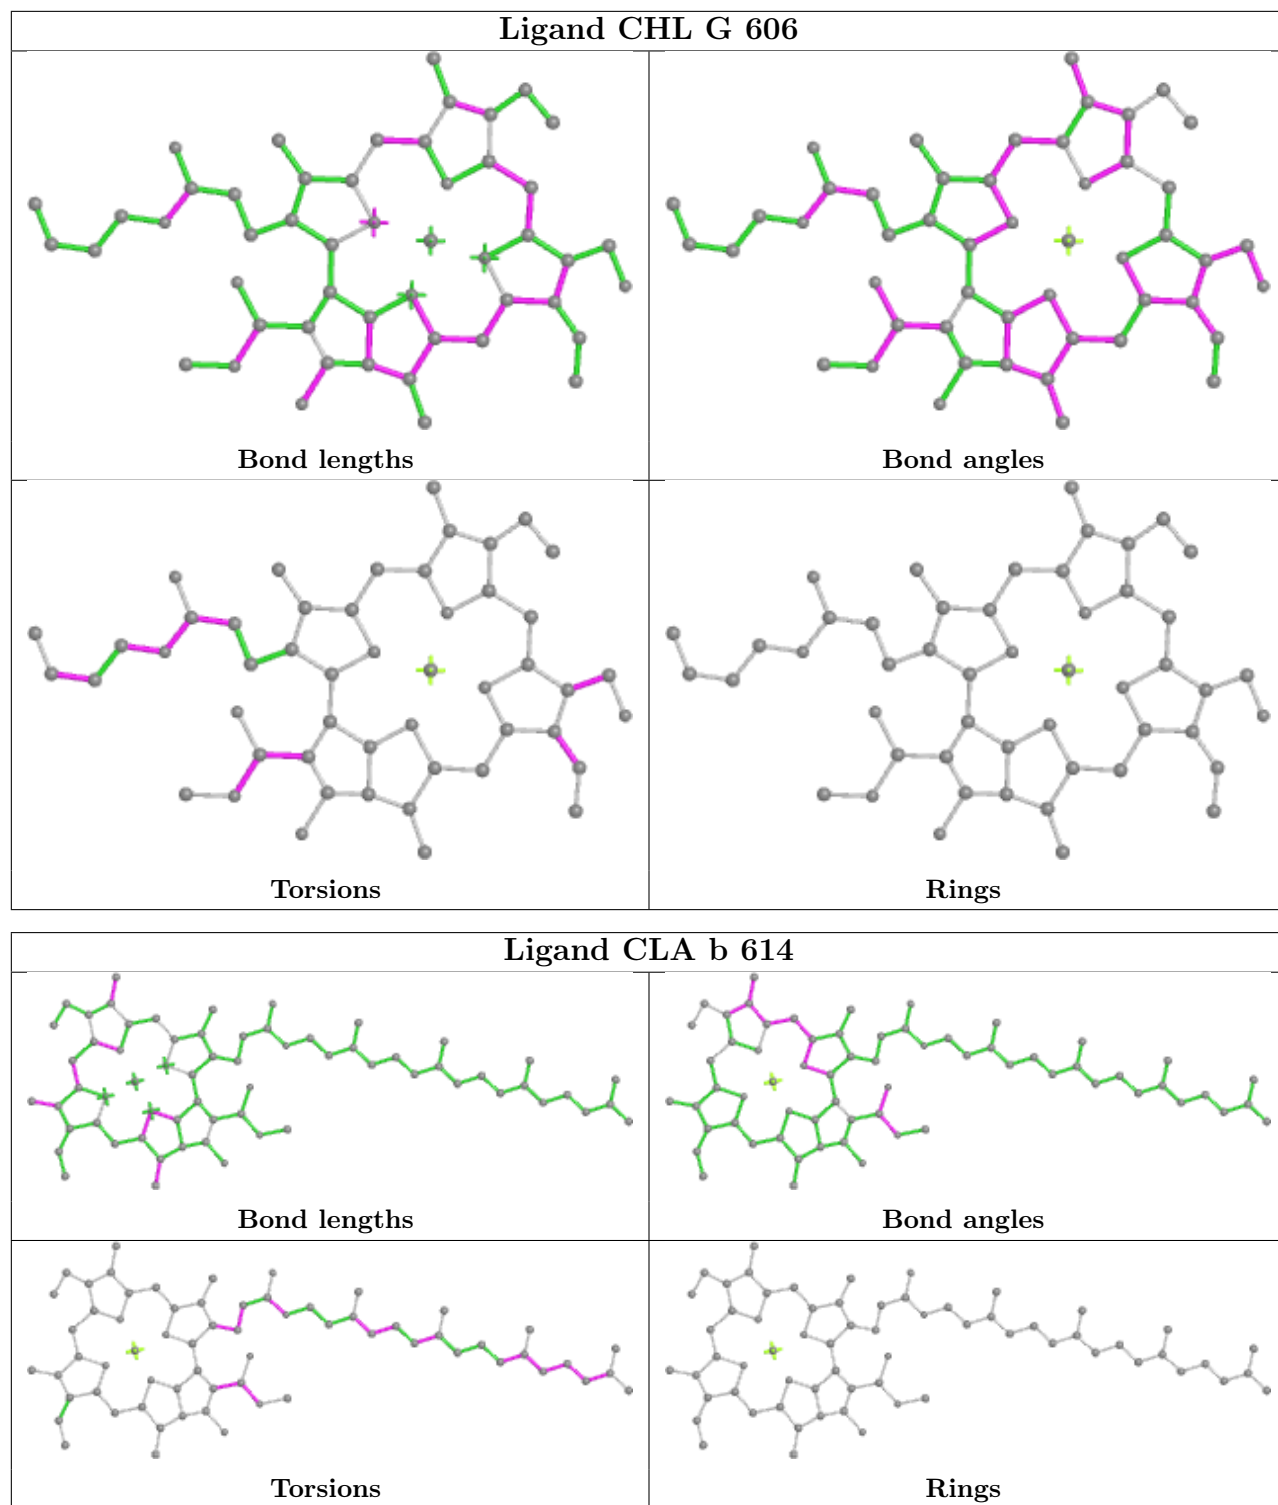 Ligand CHL G 606
Bond lengths
Bond angles
Torsions
Rings
Ligand CLA b 614
Bond lengths
Bond angles
Torsions
Rings